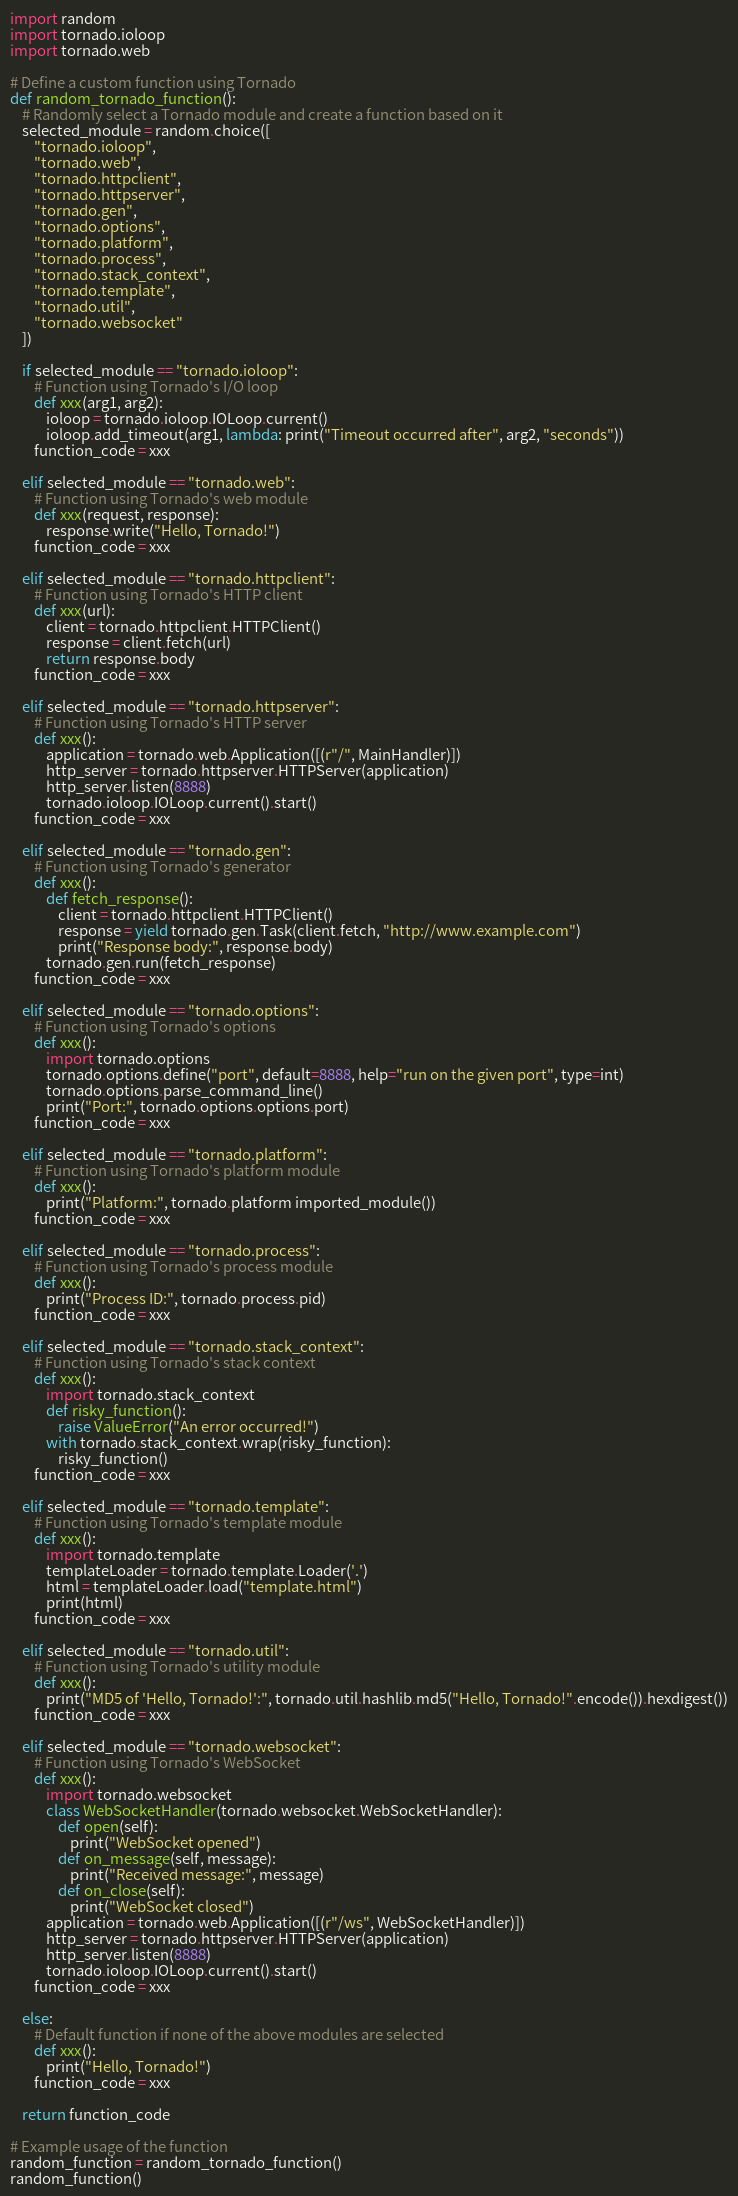 import random
import tornado.ioloop
import tornado.web

# Define a custom function using Tornado
def random_tornado_function():
    # Randomly select a Tornado module and create a function based on it
    selected_module = random.choice([
        "tornado.ioloop",
        "tornado.web",
        "tornado.httpclient",
        "tornado.httpserver",
        "tornado.gen",
        "tornado.options",
        "tornado.platform",
        "tornado.process",
        "tornado.stack_context",
        "tornado.template",
        "tornado.util",
        "tornado.websocket"
    ])

    if selected_module == "tornado.ioloop":
        # Function using Tornado's I/O loop
        def xxx(arg1, arg2):
            ioloop = tornado.ioloop.IOLoop.current()
            ioloop.add_timeout(arg1, lambda: print("Timeout occurred after", arg2, "seconds"))
        function_code = xxx

    elif selected_module == "tornado.web":
        # Function using Tornado's web module
        def xxx(request, response):
            response.write("Hello, Tornado!")
        function_code = xxx

    elif selected_module == "tornado.httpclient":
        # Function using Tornado's HTTP client
        def xxx(url):
            client = tornado.httpclient.HTTPClient()
            response = client.fetch(url)
            return response.body
        function_code = xxx

    elif selected_module == "tornado.httpserver":
        # Function using Tornado's HTTP server
        def xxx():
            application = tornado.web.Application([(r"/", MainHandler)])
            http_server = tornado.httpserver.HTTPServer(application)
            http_server.listen(8888)
            tornado.ioloop.IOLoop.current().start()
        function_code = xxx

    elif selected_module == "tornado.gen":
        # Function using Tornado's generator
        def xxx():
            def fetch_response():
                client = tornado.httpclient.HTTPClient()
                response = yield tornado.gen.Task(client.fetch, "http://www.example.com")
                print("Response body:", response.body)
            tornado.gen.run(fetch_response)
        function_code = xxx

    elif selected_module == "tornado.options":
        # Function using Tornado's options
        def xxx():
            import tornado.options
            tornado.options.define("port", default=8888, help="run on the given port", type=int)
            tornado.options.parse_command_line()
            print("Port:", tornado.options.options.port)
        function_code = xxx

    elif selected_module == "tornado.platform":
        # Function using Tornado's platform module
        def xxx():
            print("Platform:", tornado.platform imported_module())
        function_code = xxx

    elif selected_module == "tornado.process":
        # Function using Tornado's process module
        def xxx():
            print("Process ID:", tornado.process.pid)
        function_code = xxx

    elif selected_module == "tornado.stack_context":
        # Function using Tornado's stack context
        def xxx():
            import tornado.stack_context
            def risky_function():
                raise ValueError("An error occurred!")
            with tornado.stack_context.wrap(risky_function):
                risky_function()
        function_code = xxx

    elif selected_module == "tornado.template":
        # Function using Tornado's template module
        def xxx():
            import tornado.template
            templateLoader = tornado.template.Loader('.')
            html = templateLoader.load("template.html")
            print(html)
        function_code = xxx

    elif selected_module == "tornado.util":
        # Function using Tornado's utility module
        def xxx():
            print("MD5 of 'Hello, Tornado!':", tornado.util.hashlib.md5("Hello, Tornado!".encode()).hexdigest())
        function_code = xxx

    elif selected_module == "tornado.websocket":
        # Function using Tornado's WebSocket
        def xxx():
            import tornado.websocket
            class WebSocketHandler(tornado.websocket.WebSocketHandler):
                def open(self):
                    print("WebSocket opened")
                def on_message(self, message):
                    print("Received message:", message)
                def on_close(self):
                    print("WebSocket closed")
            application = tornado.web.Application([(r"/ws", WebSocketHandler)])
            http_server = tornado.httpserver.HTTPServer(application)
            http_server.listen(8888)
            tornado.ioloop.IOLoop.current().start()
        function_code = xxx

    else:
        # Default function if none of the above modules are selected
        def xxx():
            print("Hello, Tornado!")
        function_code = xxx

    return function_code

# Example usage of the function
random_function = random_tornado_function()
random_function()